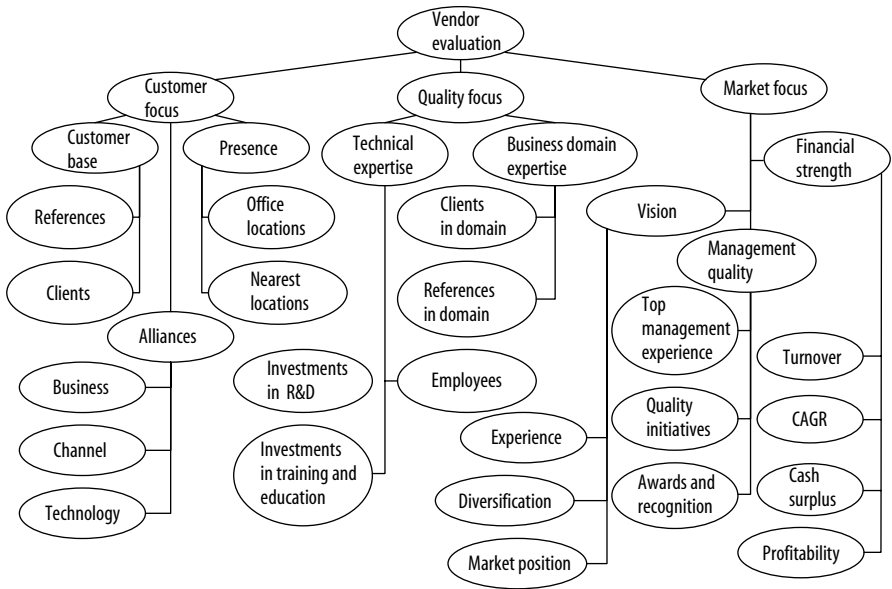 Vendor
evaluation
Customer
focus
Quality focus
Market focus
Customer
base
Presence
Technical
expertise
Business domain
expertise
Financial
strength
References
Office
locations
Clients
in domain
Vision
Management
quality
Clients
Nearest
locations
References
in domain
Top
management
experience
Alliances
Turnover
Business
Investments
in R&D
Employees
Quality
initiatives
CAGR
Channel
Investments
in training and
education
Experience
Awards and
recognition
Cash
surplus
Technology
Diversification
Market position
Profitability